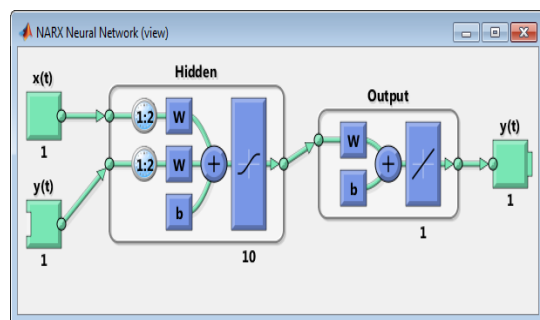 NARX Neural Network (view)
Hidden
x(t)
1:2
W
1
y(t)
1:2
W
b
1
10
Output
W
b
1
y(t)
1